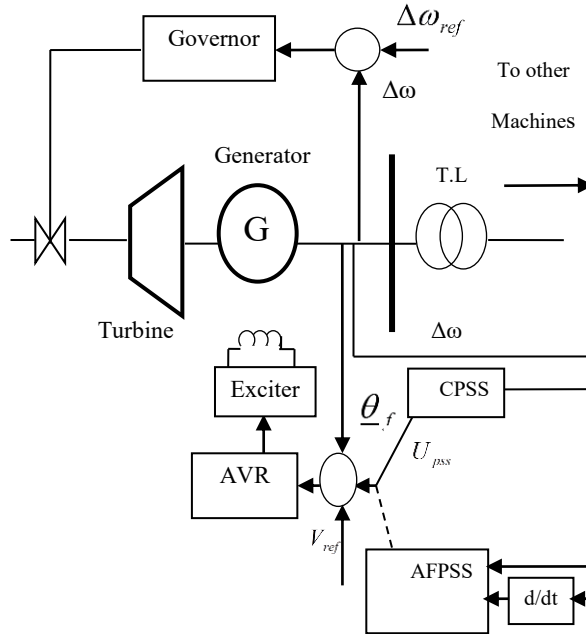 Governor
Δω_ref
Δω
To other
Machines
Generator
T.L
G
Turbine
Δω
Exciter
CPSS
θ_f
U_pss
AVR
V_ref
AFPSS
d/dt